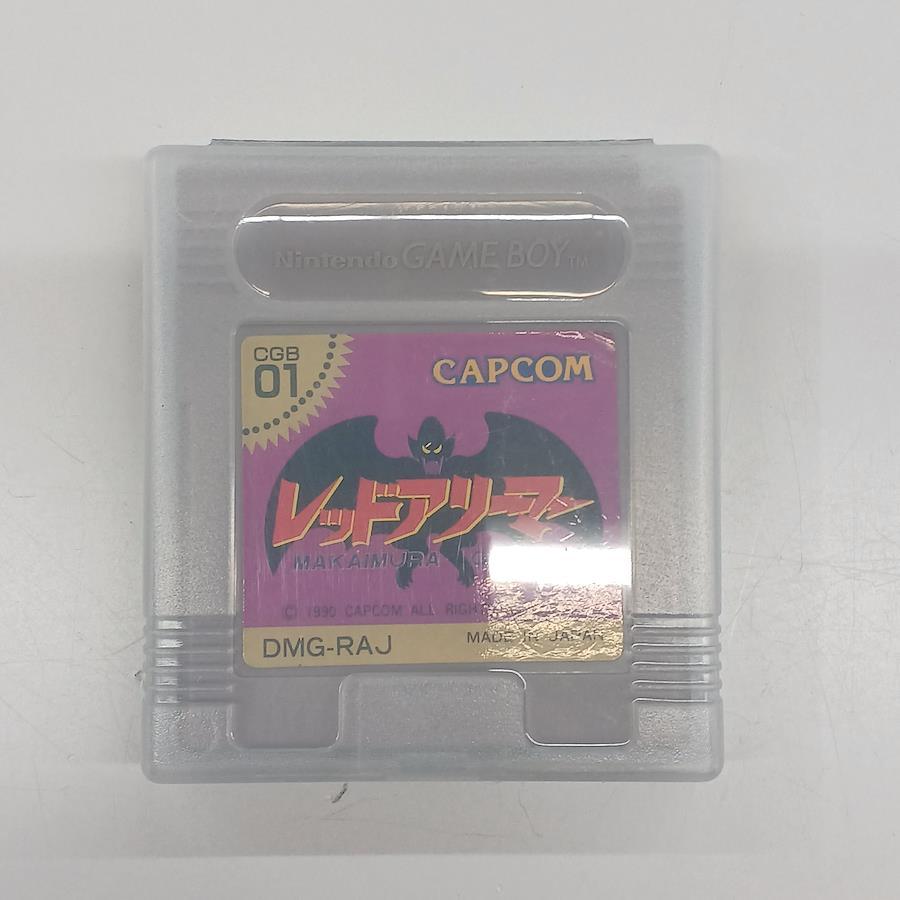 Nintendo GAME BOY TM
CGB
01
CAPCOM
レッドアリーマー
MAKAIMURA
(C) 1990 CAPCOM ALL
DMG-RAJ
MADE IN JAPAN